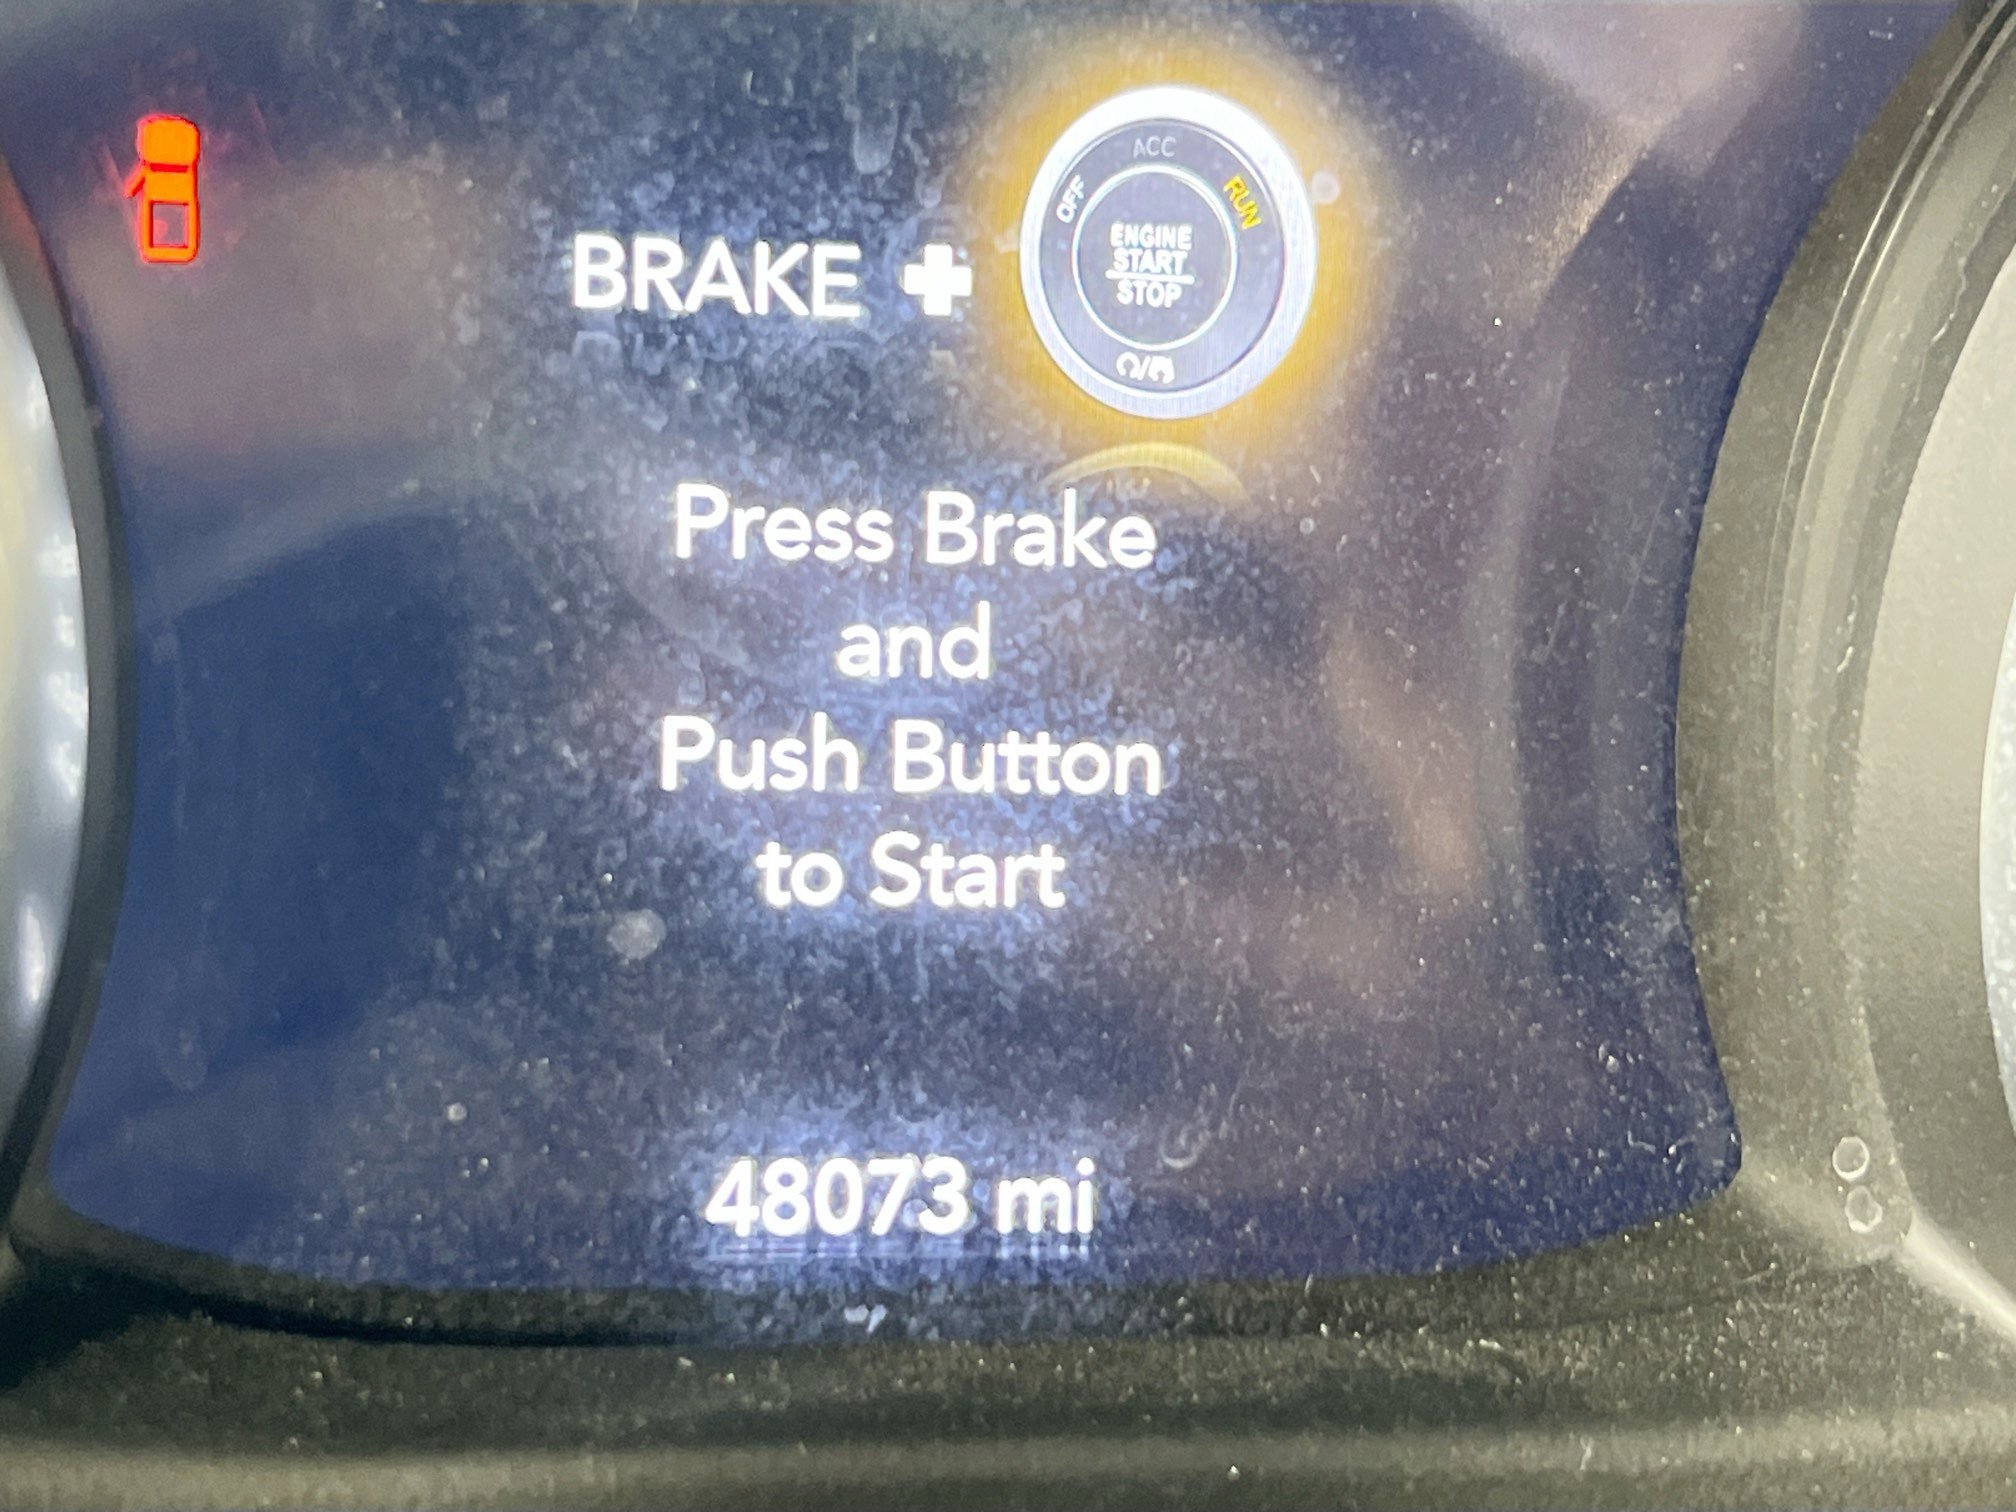 ACC
OFF
RUN
ENGINE
START
STOP
BRAKE +
Press Brake
and
Push Button
to Start
48073 mi